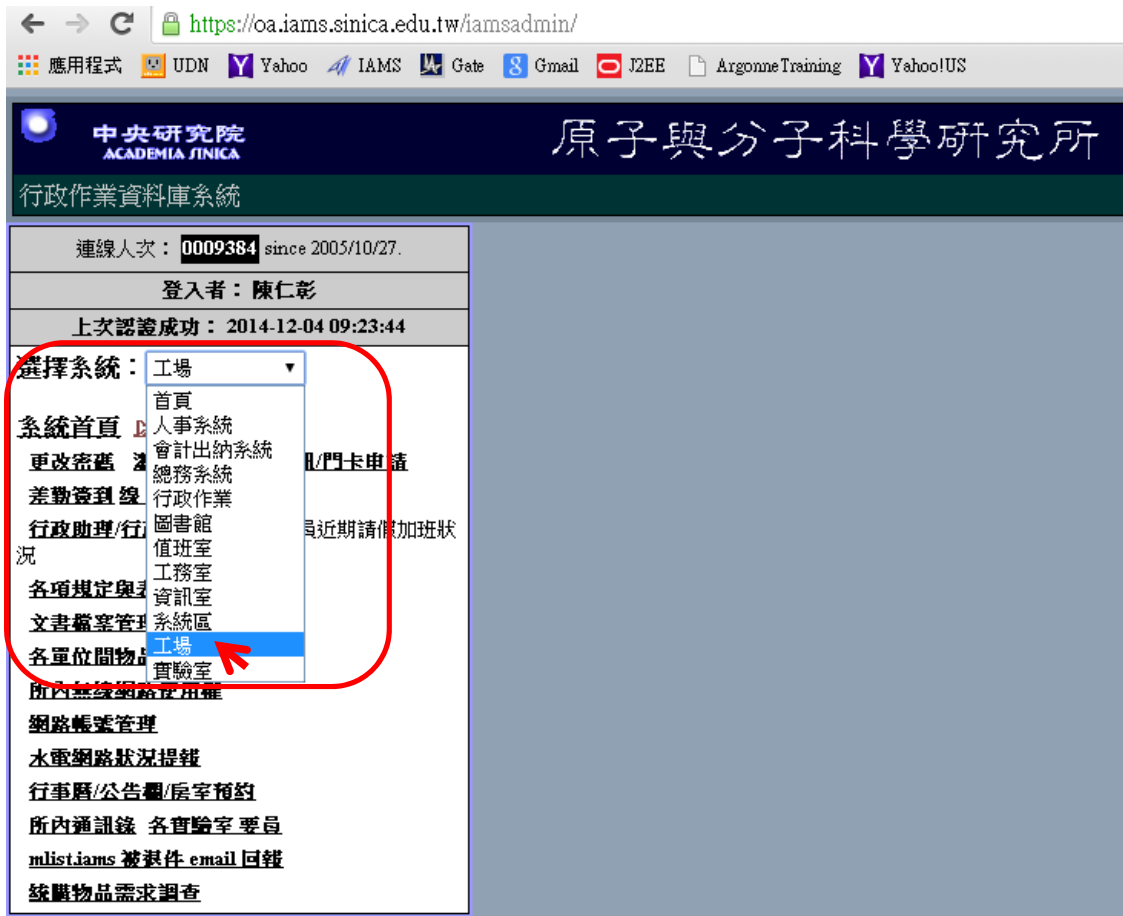 https://oa.iams.sinica.edu.tw/iamsadmin/
應用程式 UDN Yahoo IAMS Gate Gmail J2EE ArgonneTraining Yahoo!US
中央研究院 原子與分子科學研究所
ACADEMIA SINICA
行政作業資料庫系統
連線人次： 0009384 since 2005/10/27.
登入者： 陳仁彰
上次認證成功： 2014-12-04 09:23:44
選擇系統： 工場
首頁
人事系統
會計出納系統
總務系統
行政作業
圖書館
值班室
工務室
資訊室
系統區
工場
實驗室
系統首頁
更改密碼 /門卡申請
差勤簽到 線
行政助理/行 員近期請假加班狀
況
各項規定與
文書檔案管理
各單位間物品
所內無線網路使用權
網路帳號管理
水電網路狀況提報
行事曆/公告欄/房室預約
所內通訊錄 各實驗室 要員
mlist.iams 被退件 email 回報
統購物品需求調查